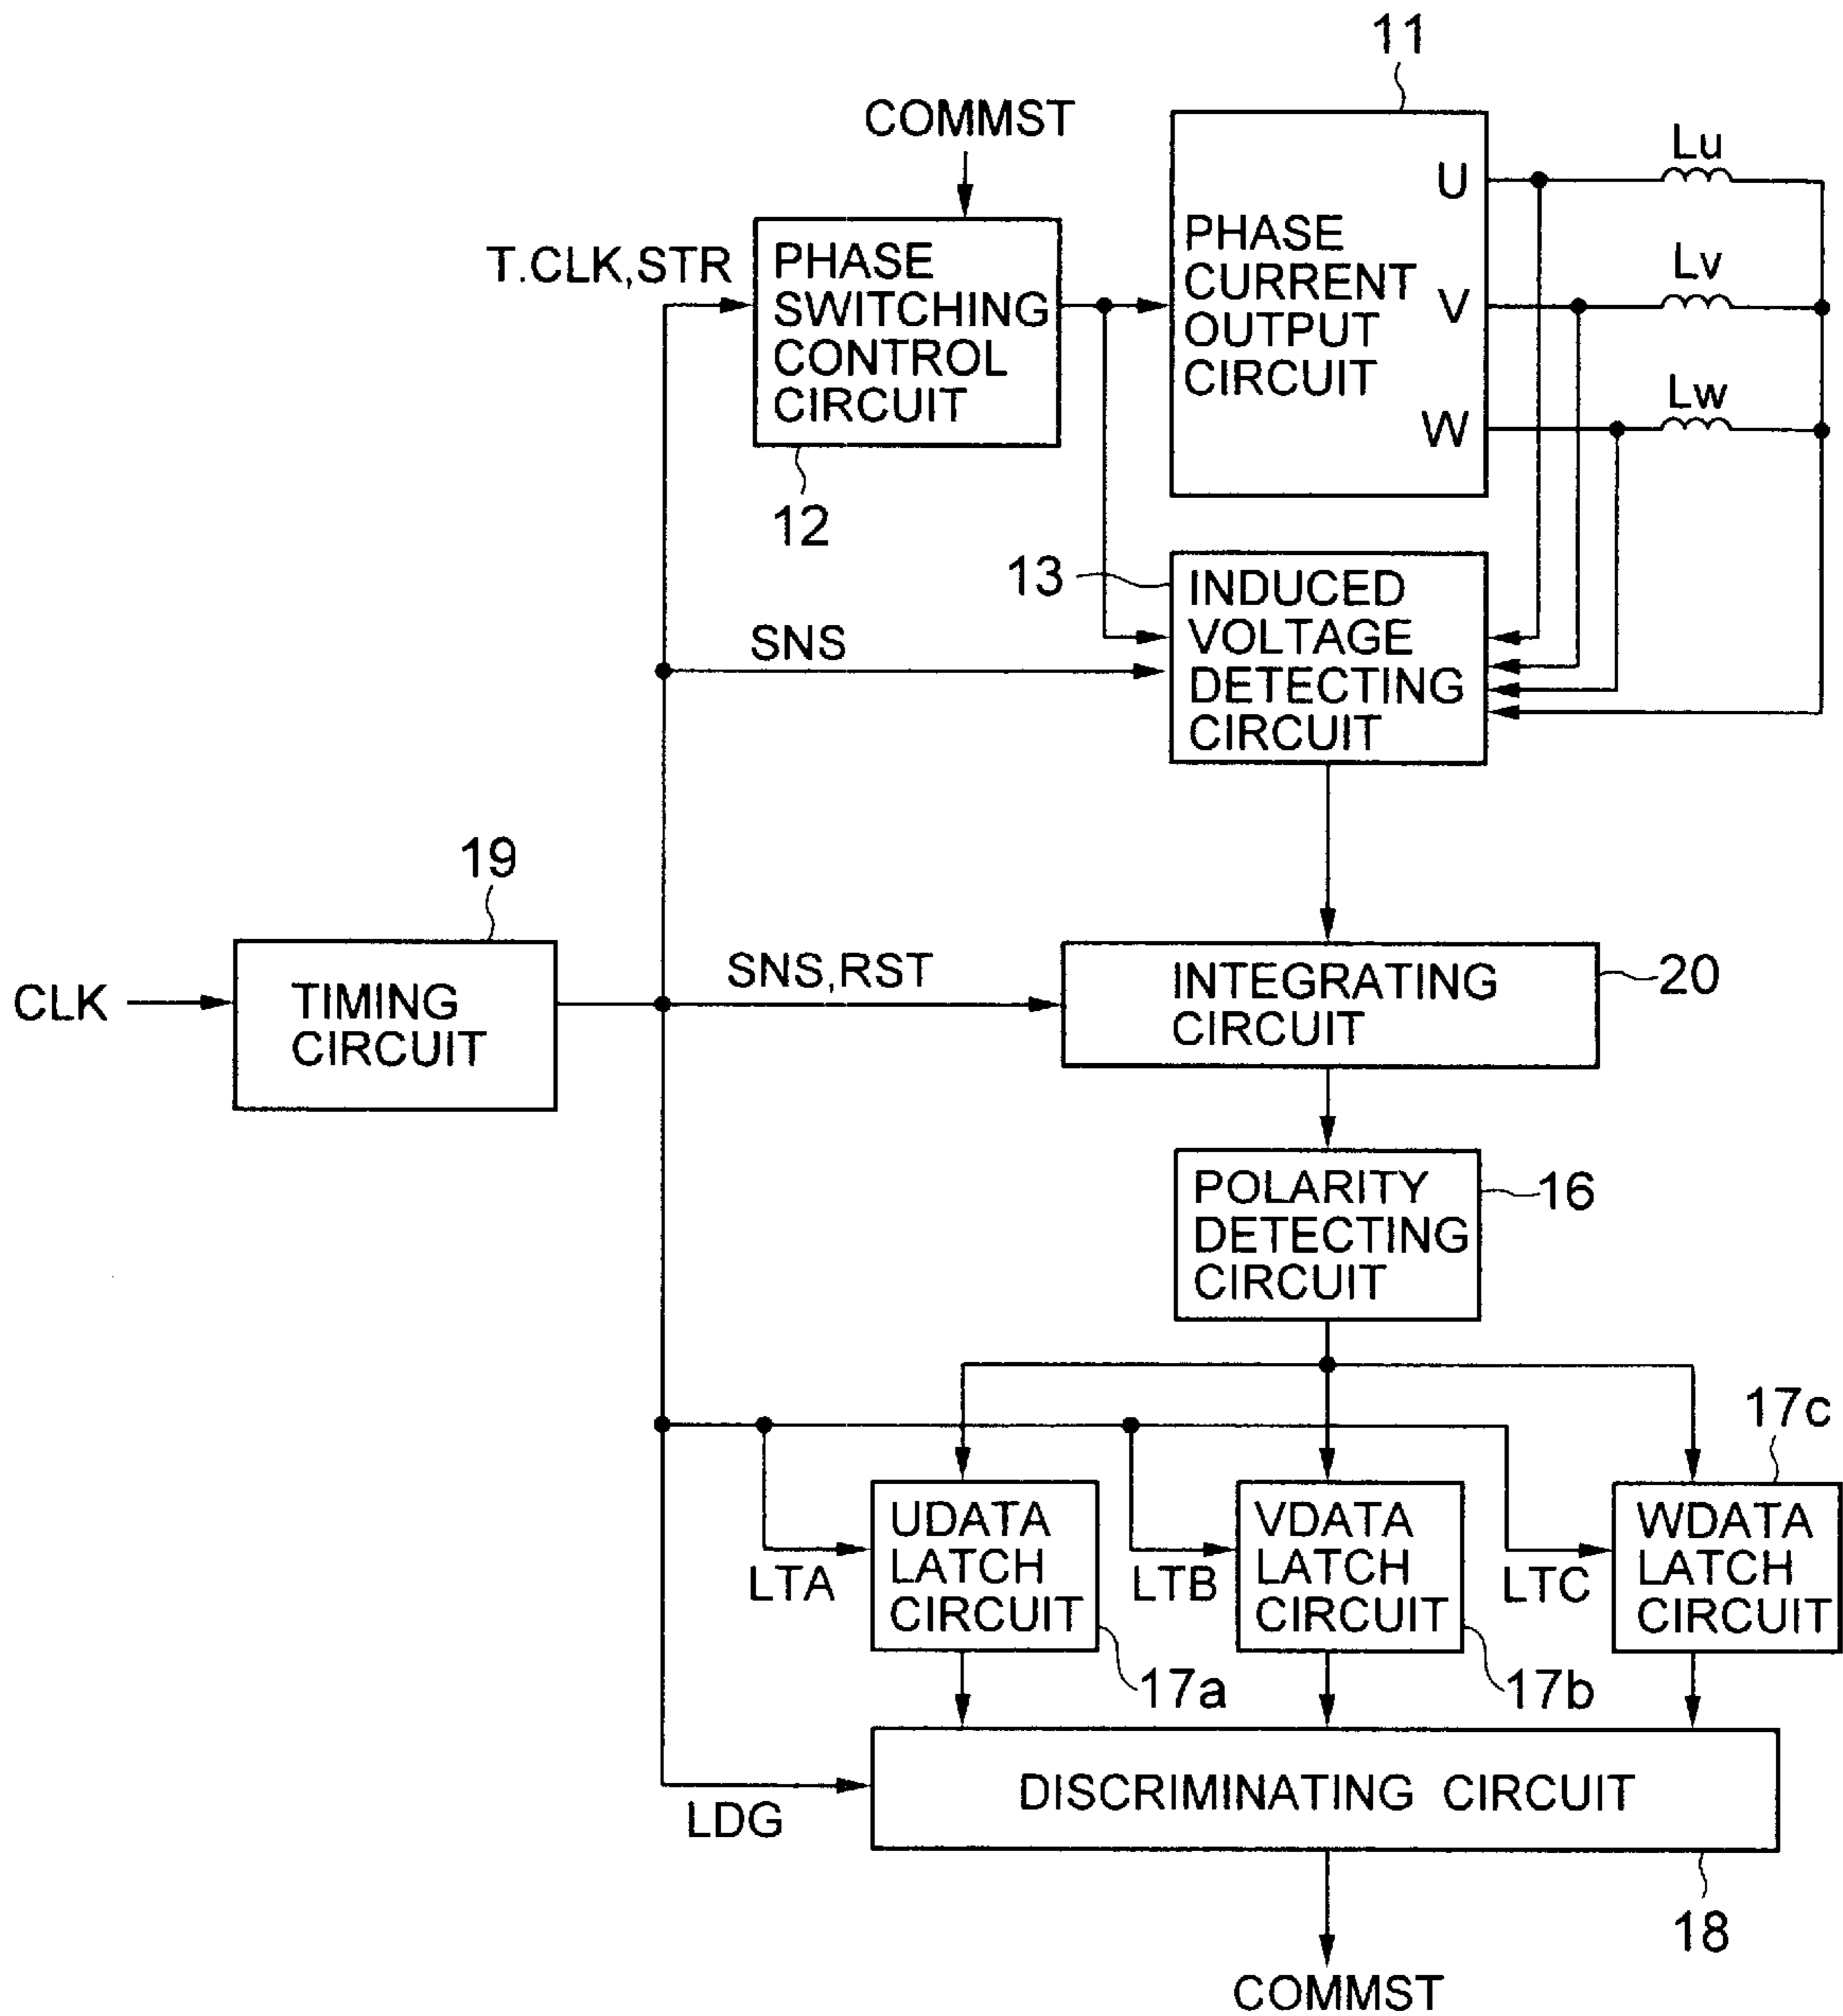 11
COMMST
Lu
U
T.CLK,STR
PHASE
SWITCHING
CONTROL
CIRCUIT
PHASE
CURRENT
OUTPUT
CIRCUIT
Lv
V
Lw
W
12
13
INDUCED
VOLTAGE
DETECTING
CIRCUIT
SNS
19
CLK
TIMING
CIRCUIT
SNS,RST
INTEGRATING
CIRCUIT
20
POLARITY
DETECTING
CIRCUIT
16
17c
UDATA
LATCH
CIRCUIT
VDATA
LATCH
CIRCUIT
WDATA
LATCH
CIRCUIT
LTA
LTB
LTC
17a
17b
DISCRIMINATING CIRCUIT
LDG
18
COMMST